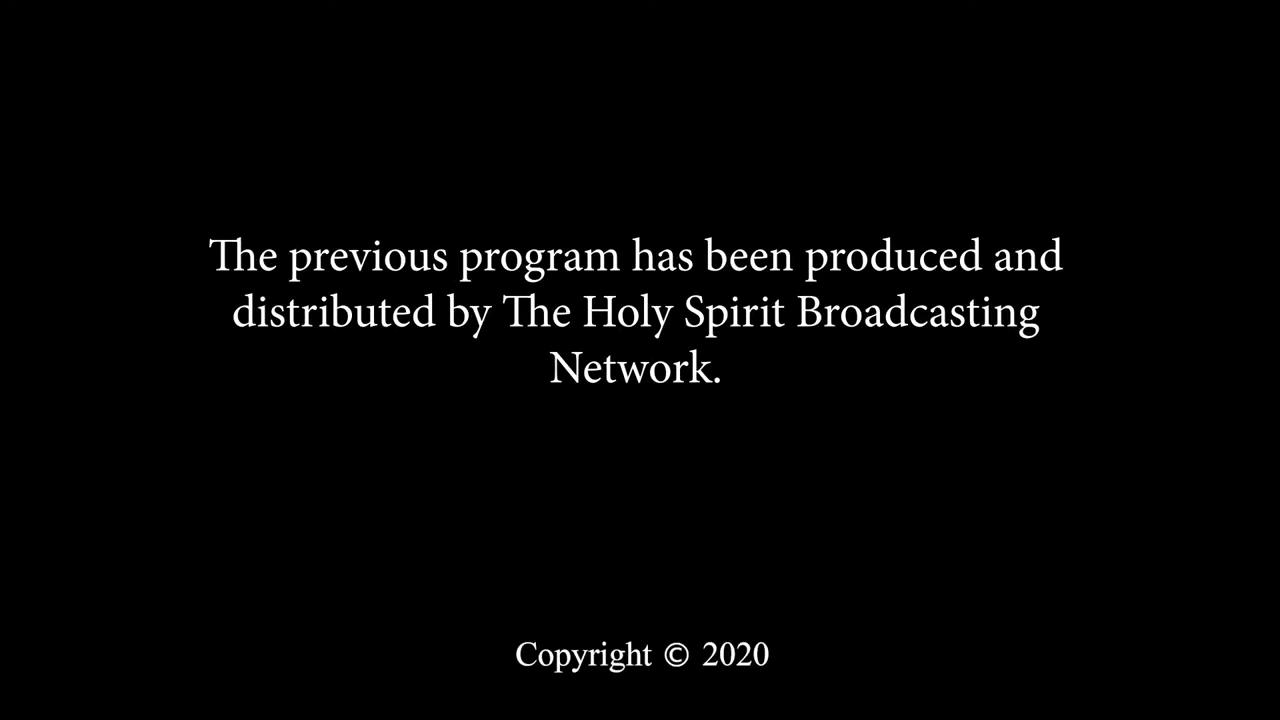 The previous program has been produced and
distributed by The Holy Spirit Broadcasting
Network.
Copyright © 2020